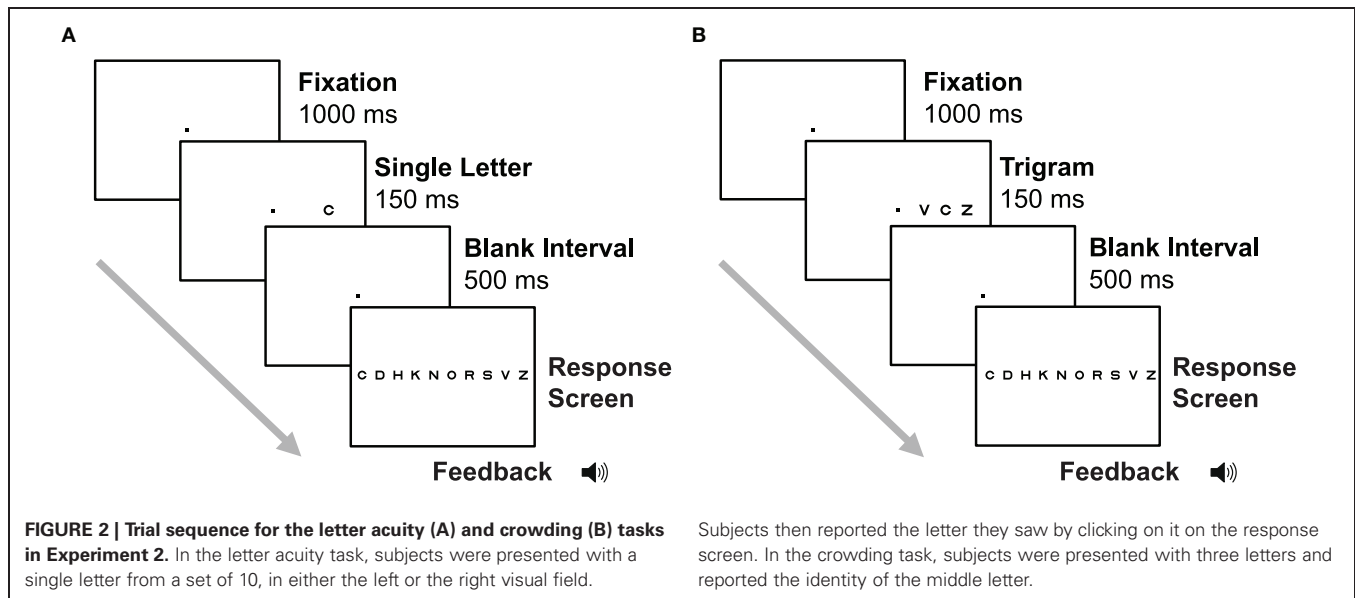 A
Fixation
1000 ms
Single Letter
150 ms
C
Blank Interval
500 ms
C D H K N O R S V Z
Response
Screen
Feedback
B
Fixation
1000 ms
Trigram
150 ms
V C Z
Blank Interval
500 ms
C D H K N O R S V Z
Response
Screen
Feedback
FIGURE 2 | Trial sequence for the letter acuity (A) and crowding (B) tasks
in Experiment 2. In the letter acuity task, subjects were presented with a
single letter from a set of 10, in either the left or the right visual field.
Subjects then reported the letter they saw by clicking on it on the response
screen. In the crowding task, subjects were presented with three letters and
reported the identity of the middle letter.